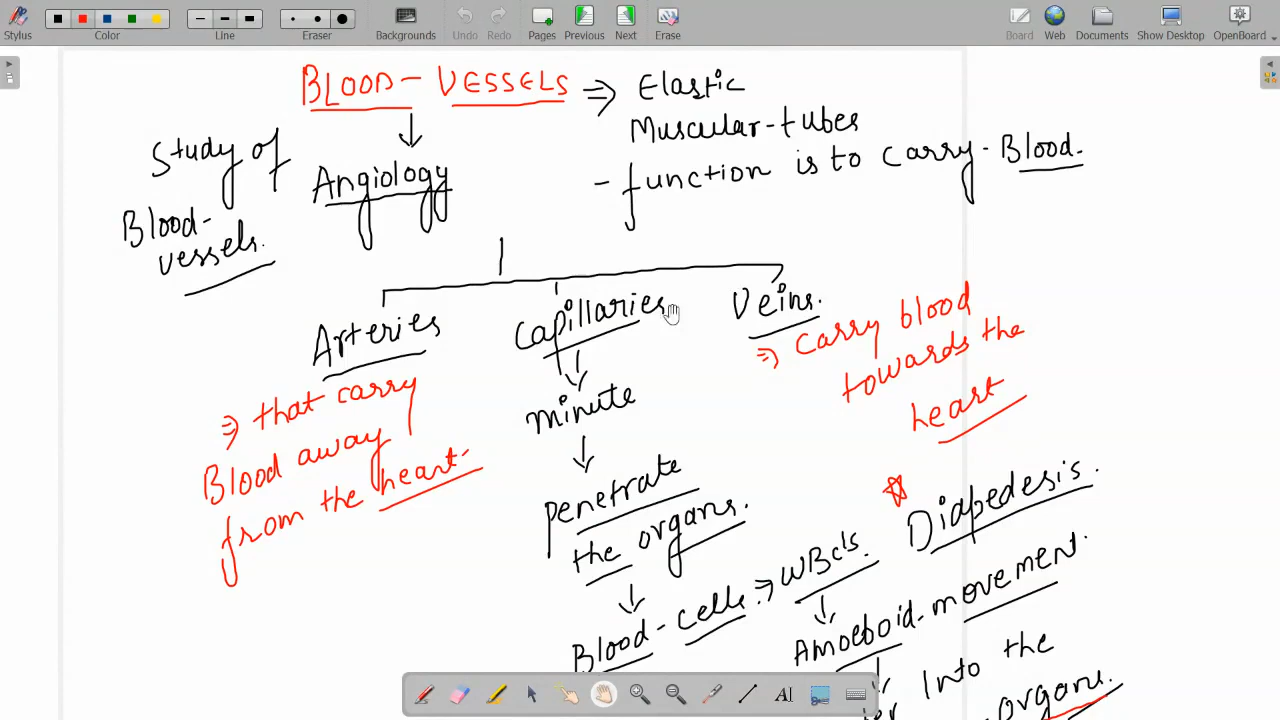 Stylus
Color
Line
Eraser
Backgrounds
Undo
Redo
Pages
Previous
Next
Erase
Board
Web
Documents
Show Desktop
OpenBoard
BLOOD - VESSELS ⇒ Elastic
Muscular-tubes
- function is to carry - Blood.
Study of
Blood-
vessels.
↓
Angiology
Arteries
⇒ that carry
Blood away
from the heart-
Capillaries
↓
minute
↓
penetrate
the organs.
↓
Blood - cells ⇒ WBCs
↓
Amoeboid - movement
↓
Into the
organs.
Veins.
⇒ Carry blood
towards the
heart
☆ Diapedesis.